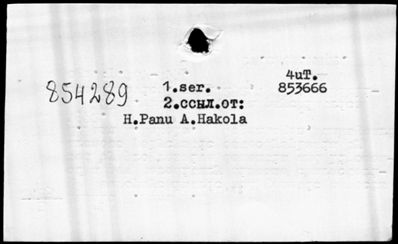 4uT.
854289 1.ser. 853666
2.ссыл.от:
H.Panu A.Hakola